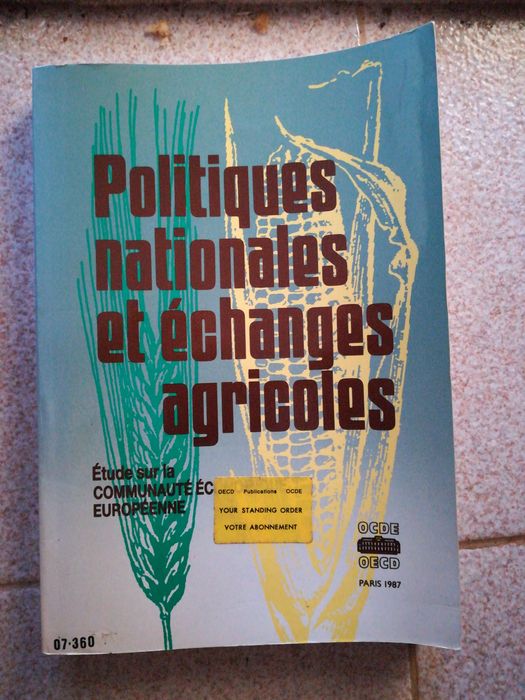 Politiques
nationales
et échanges
agricoles
Étude sur la
COMMUNAUTÉ ÉC
EUROPÉENNE
OECD Publications OCDE
YOUR STANDING ORDER
VOTRE ABONNEMENT
OCDE
OECD
PARIS 1987
07-360